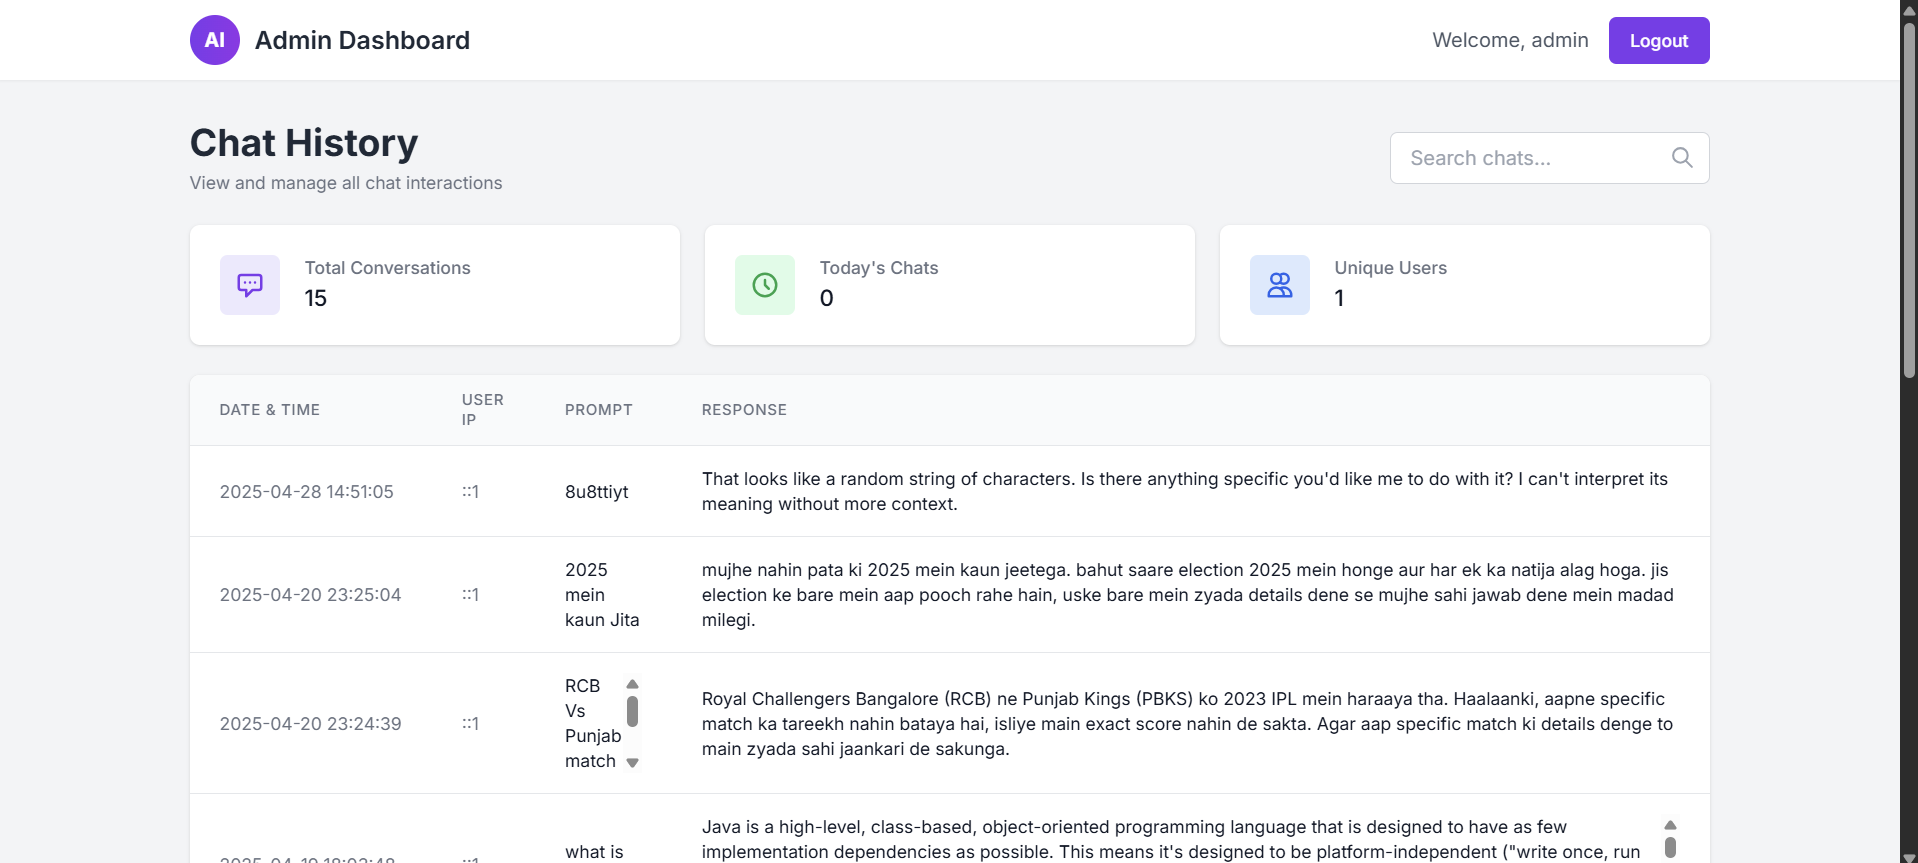 AI
Admin Dashboard
Welcome, admin
Logout
Chat History
View and manage all chat interactions
Search chats...
Total Conversations
15
Today's Chats
0
Unique Users
1
DATE & TIME
USER
IP
PROMPT
RESPONSE
2025-04-28 14:51:05
::1
8u8ttiyt
That looks like a random string of characters. Is there anything specific you'd like me to do with it? I can't interpret its
meaning without more context.
2025-04-20 23:25:04
::1
2025
mein
kaun Jita
mujhe nahin pata ki 2025 mein kaun jeetega. bahut saare election 2025 mein honge aur har ek ka natija alag hoga. jis
election ke bare mein aap pooch rahe hain, uske bare mein zyada details dene se mujhe sahi jawab dene mein madad
milegi.
2025-04-20 23:24:39
::1
RCB
Vs
Punjab
match
Royal Challengers Bangalore (RCB) ne Punjab Kings (PBKS) ko 2023 IPL mein haraaya tha. Haalaanki, aapne specific
match ka tareekh nahin bataya hai, isliye main exact score nahin de sakta. Agar aap specific match ki details denge to
main zyada sahi jaankari de sakunga.
2025-04-19 18:03:48
::1
what is
Java is a high-level, class-based, object-oriented programming language that is designed to have as few
implementation dependencies as possible. This means it's designed to be platform-independent ("write once, run